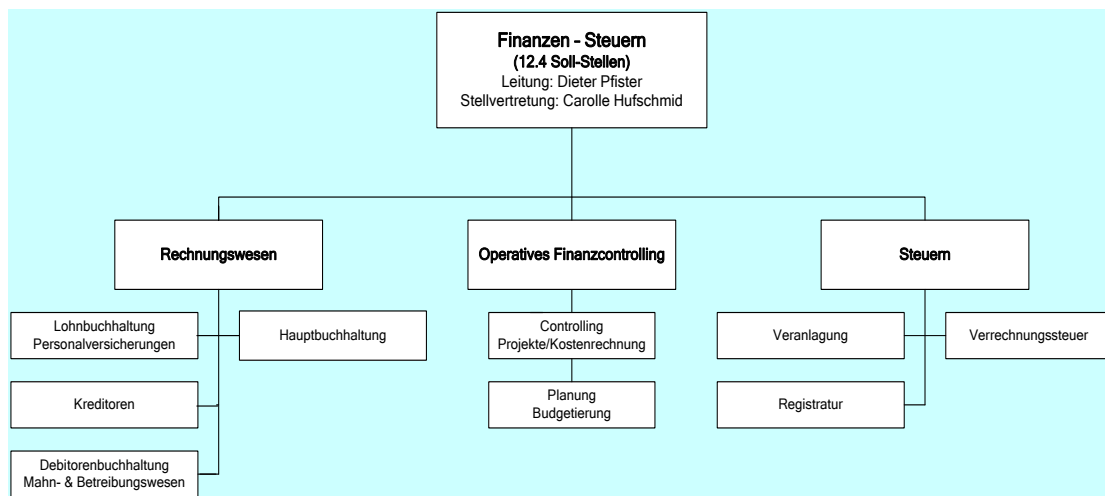 Finanzen - Steuern
(12.4 Soll-Stellen)
Leitung: Dieter Pfister
Stellvertretung: Carolle Hufschmid
Rechnungswesen
Operatives Finanzcontrolling
Steuern
Lohnbuchhaltung
Personalversicherungen
Hauptbuchhaltung
Controlling
Projekte/Kostenrechnung
Veranlagung
Verrechnungssteuer
Kreditoren
Planung
Budgetierung
Registratur
Debitorenbuchhaltung
Mahn- & Betreibungswesen